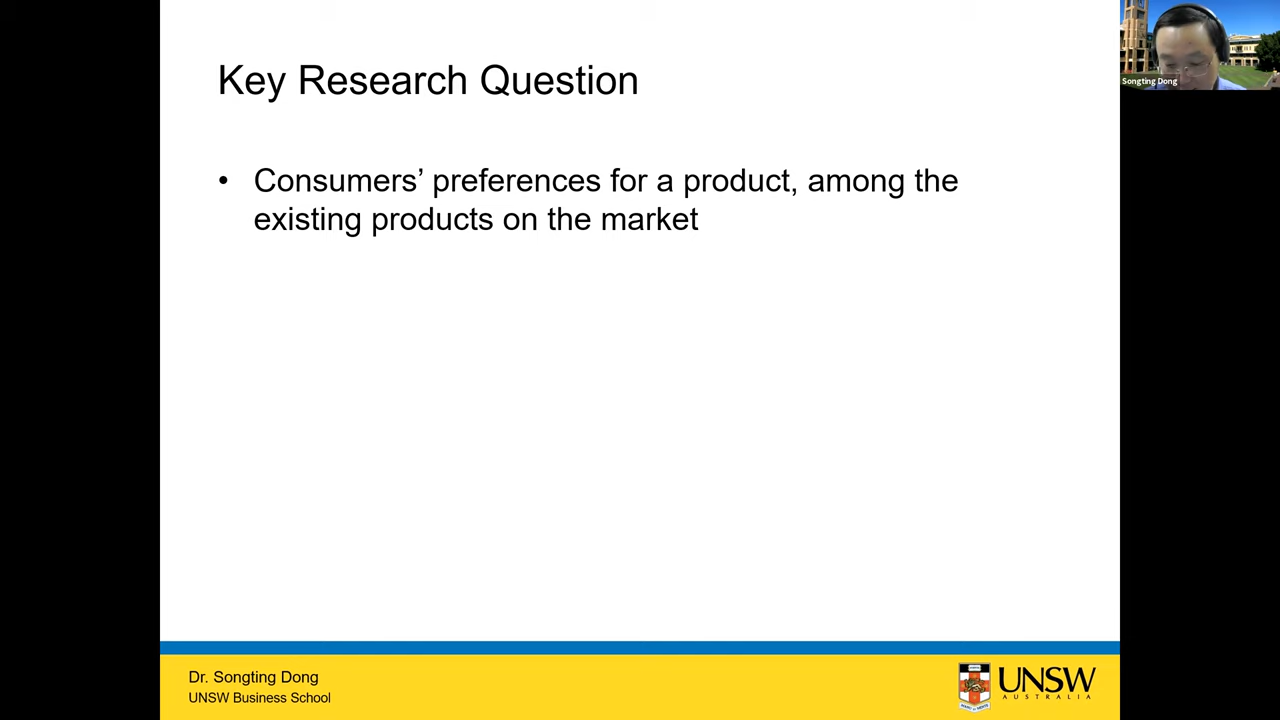 Key Research Question
• Consumers’ preferences for a product, among the
existing products on the market
Songting Dong
Dr. Songting Dong
UNSW Business School
UNSW
AUSTRALIA